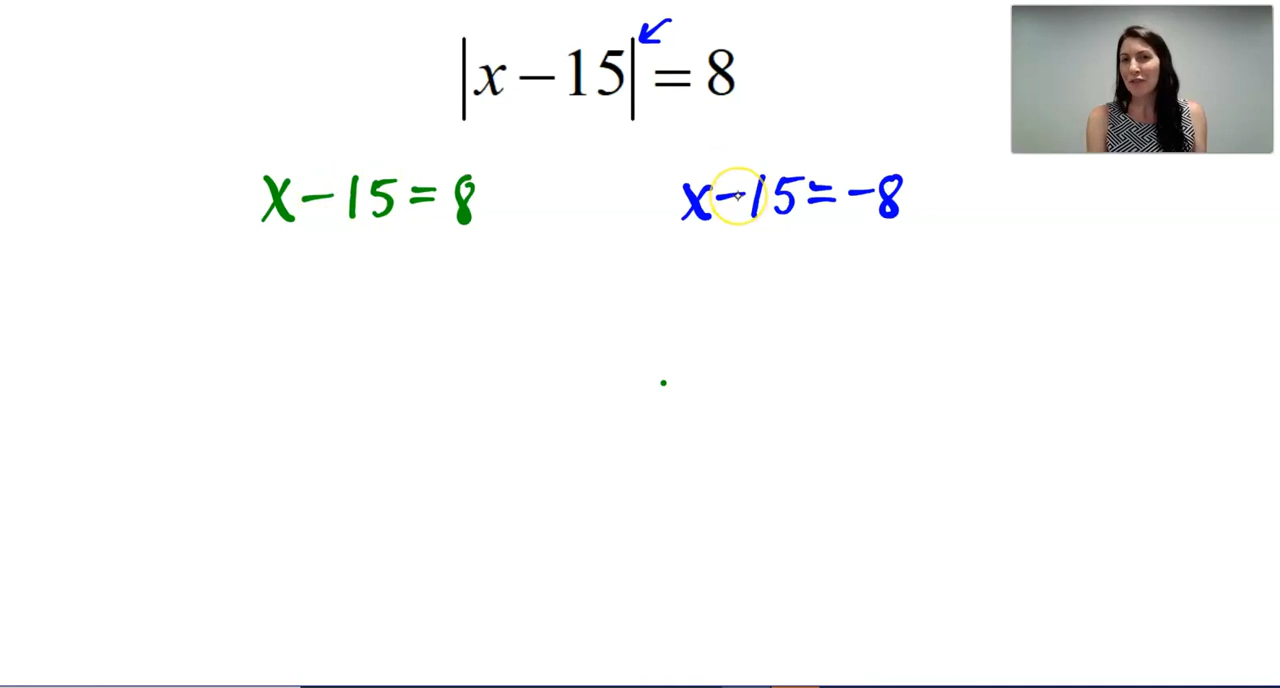 |x − 15| = 8
x − 15 = 8
x − 15 = −8